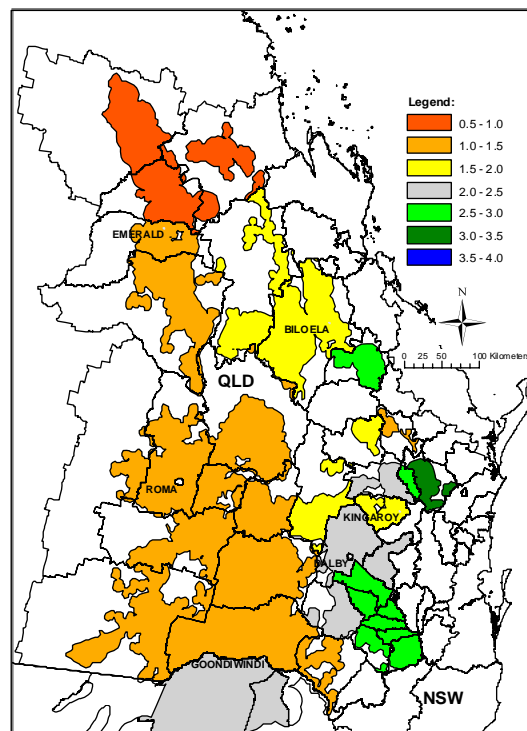 Legend:
0.5 - 1.0
1.0 - 1.5
1.5 - 2.0
2.0 - 2.5
2.5 - 3.0
3.0 - 3.5
3.5 - 4.0
EMERALD
N
BILOELA
0 25 50 100 Kilometers
QLD
ROMA
KINGAROY
DALBY
GOONDIWINDI
NSW